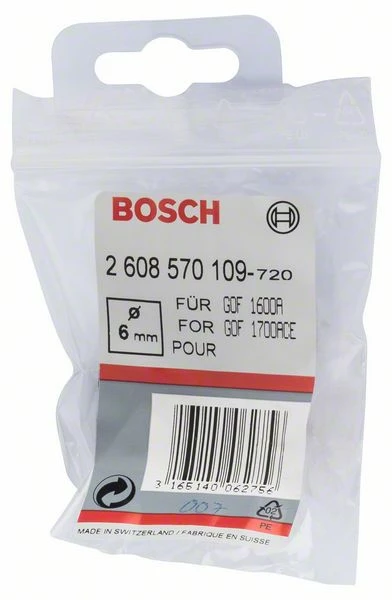 BOSCH
2 608 570 109-720
Ø
6 mm
FÜR GOF 1600A
FOR GOF 1700ACE
POUR
3 165140 062756
007
02
PE
MADE IN SWITZERLAND / FABRIQUE EN SUISSE